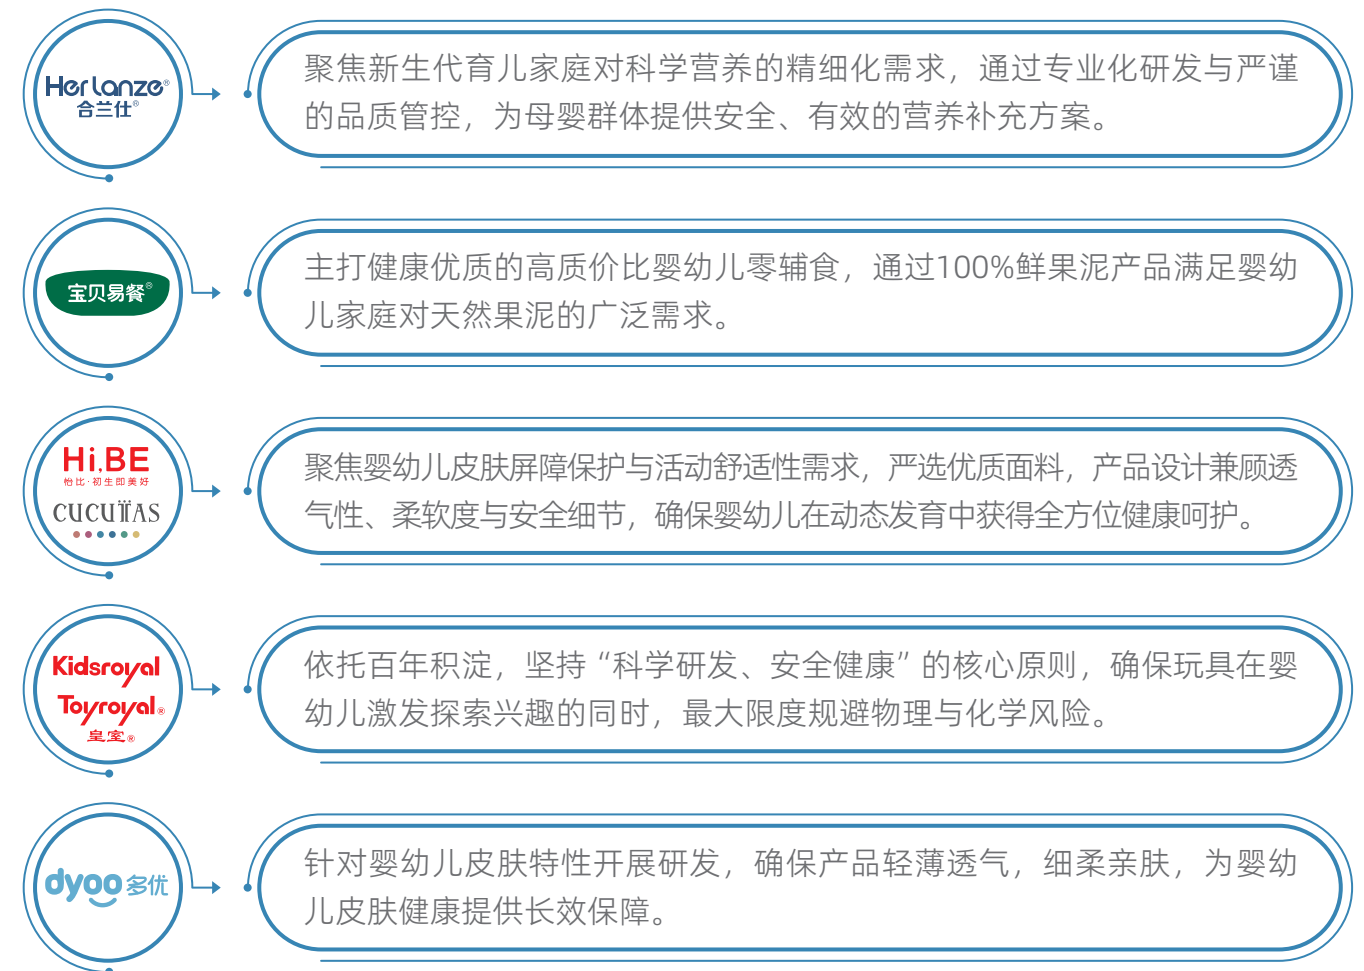 Her Lanze®
合兰仕®
聚焦新生代育儿家庭对科学营养的精细化需求，通过专业化研发与严谨
的品质管控，为母婴群体提供安全、有效的营养补充方案。
宝贝易餐®
主打健康优质的高质价比婴幼儿零辅食，通过100%鲜果泥产品满足婴幼
儿家庭对天然果泥的广泛需求。
Hi,BE
怡比·初生即美好
CUCUTAS
聚焦婴幼儿皮肤屏障保护与活动舒适性需求，严选优质面料，产品设计兼顾透
气性、柔软度与安全细节，确保婴幼儿在动态发育中获得全方位健康呵护。
Kidsroyal
Toyroyal®
皇室®
依托百年积淀，坚持“科学研发、安全健康”的核心原则，确保玩具在婴
幼儿激发探索兴趣的同时，最大限度规避物理与化学风险。
dyoo 多优
针对婴幼儿皮肤特性开展研发，确保产品轻薄透气，细柔亲肤，为婴幼
儿皮肤健康提供长效保障。